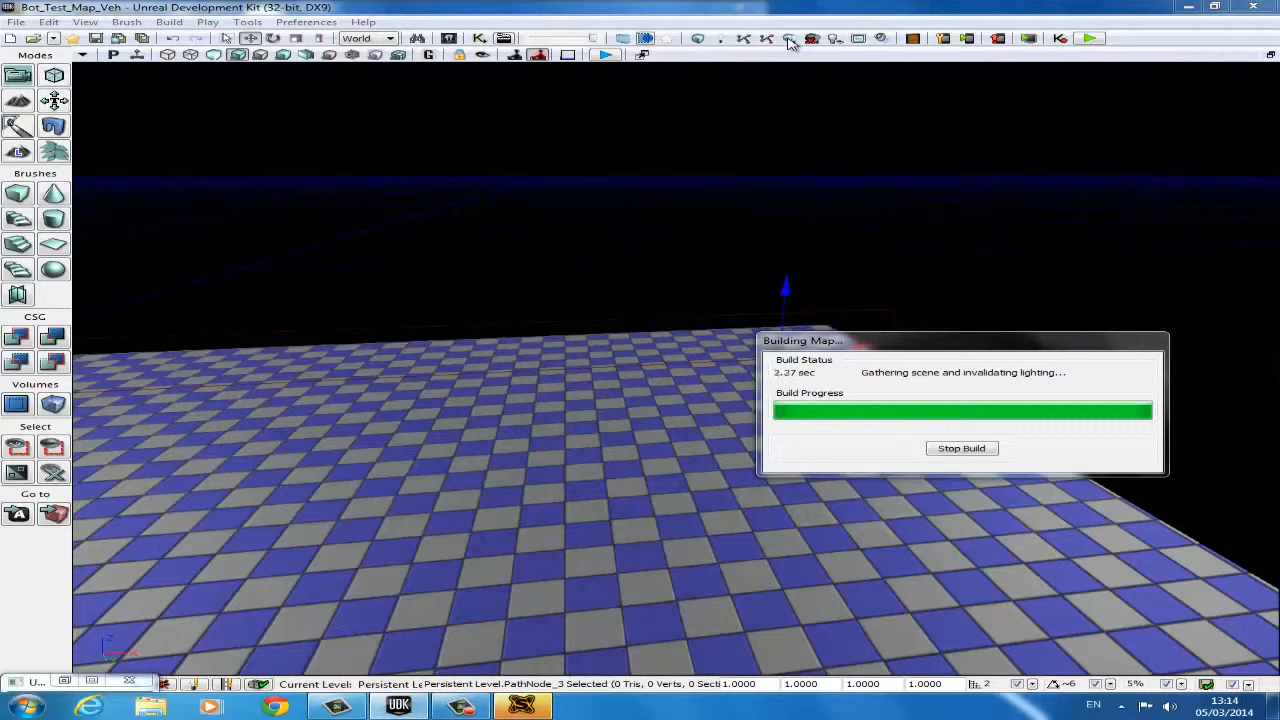 Bot_Test_Map_Veh - Unreal Development Kit (32-bit, DX9)
File Edit View Brush Build Play Tools Preferences Help
World
Modes
P G
L
Brushes
CSG
Volumes
Select
Go to
A
Building Map...
Build Status
2.37 sec Gathering scene and invalidating lighting...
Build Progress
Stop Build
Z
X
U...
Current Level: Persistent Le Persistent Level.PathNode_3 Selected (0 Tris, 0 Verts, 0 Secti 1.0000 1.0000 1.0000 1.0000 2 ~6 5%
UDK
EN 13:14
05/03/2014